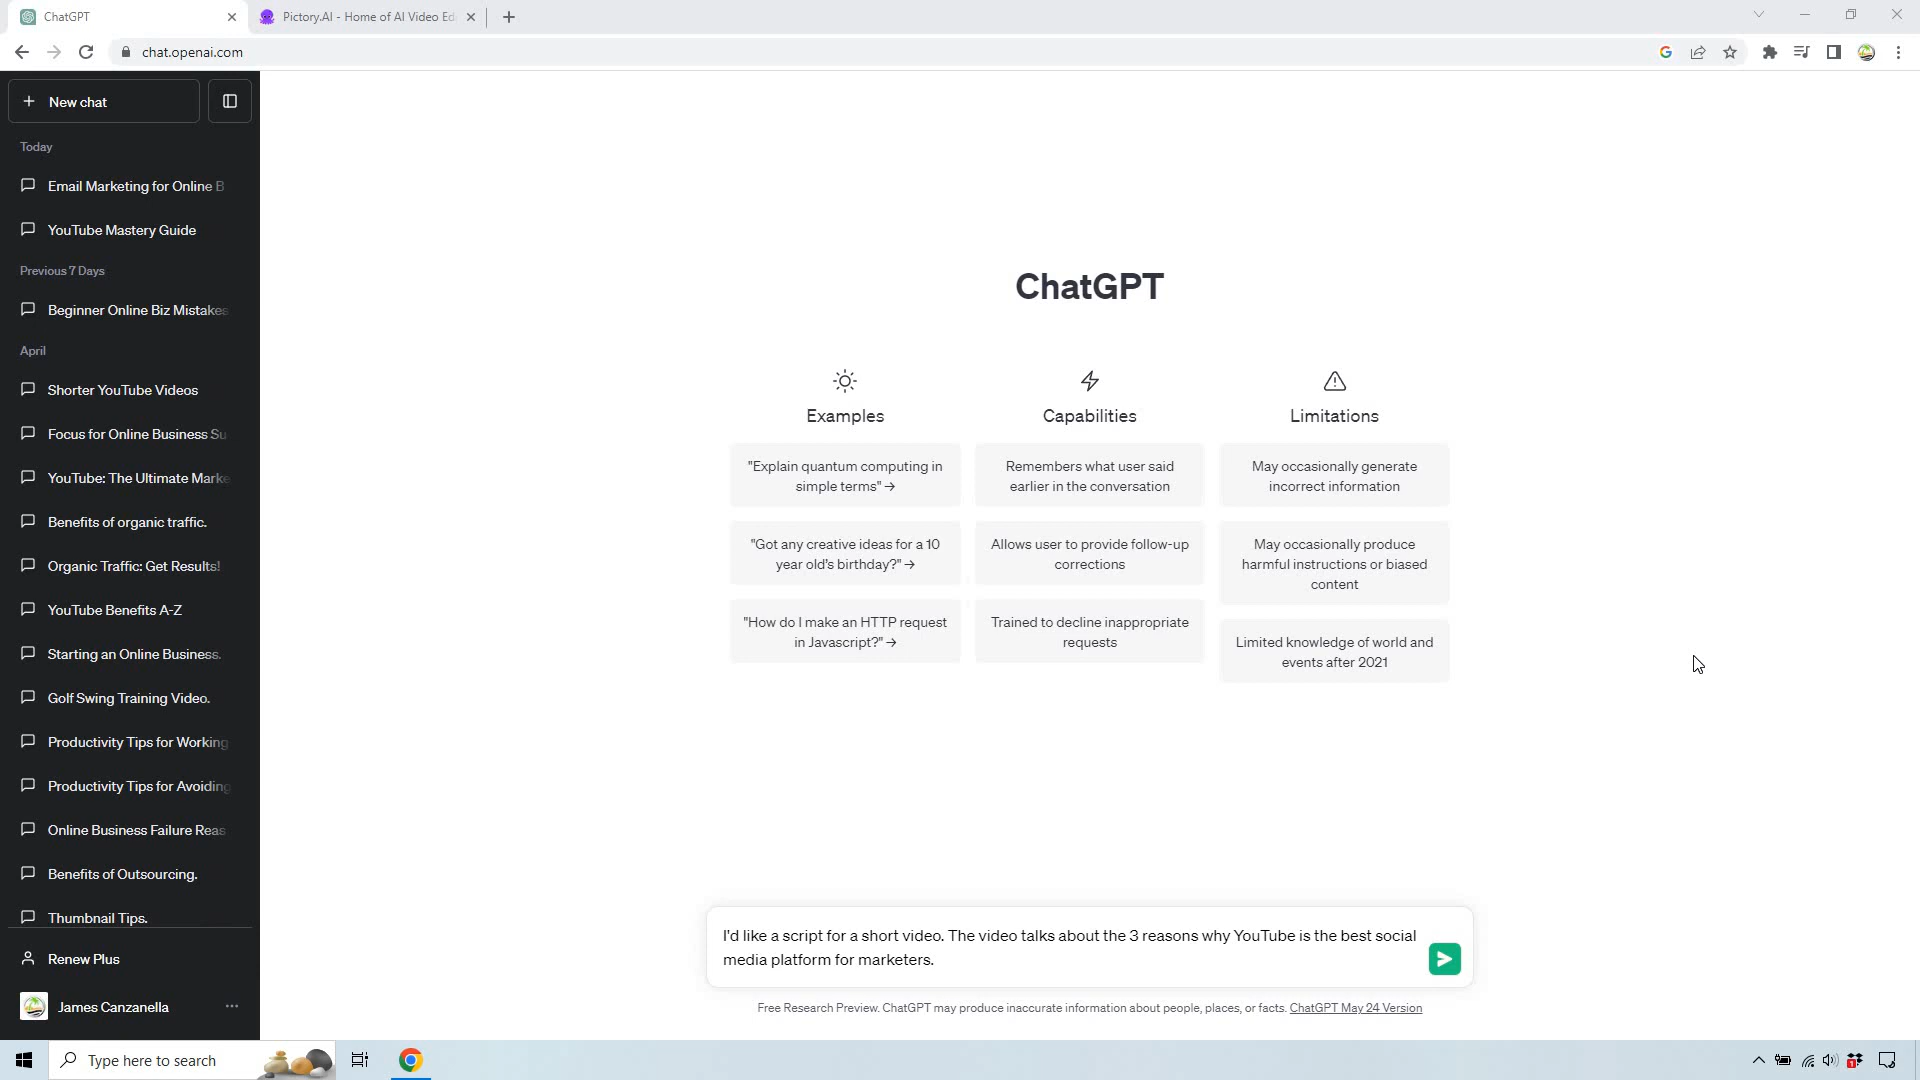 ChatGPT
Pictory.AI - Home of AI Video Ed
chat.openai.com
New chat
Today
Email Marketing for Online B
YouTube Mastery Guide
Previous 7 Days
Beginner Online Biz Mistakes
April
Shorter YouTube Videos
Focus for Online Business Su
YouTube: The Ultimate Marke
Benefits of organic traffic.
Organic Traffic: Get Results!
YouTube Benefits A-Z
Starting an Online Business.
Golf Swing Training Video.
Productivity Tips for Working
Productivity Tips for Avoiding
Online Business Failure Reas
Benefits of Outsourcing.
Thumbnail Tips.
Renew Plus
James Canzanella
ChatGPT
Examples
"Explain quantum computing in
simple terms" →
"Got any creative ideas for a 10
year old's birthday?" →
"How do I make an HTTP request
in Javascript?" →
Capabilities
Remembers what user said
earlier in the conversation
Allows user to provide follow-up
corrections
Trained to decline inappropriate
requests
Limitations
May occasionally generate
incorrect information
May occasionally produce
harmful instructions or biased
content
Limited knowledge of world and
events after 2021
I'd like a script for a short video. The video talks about the 3 reasons why YouTube is the best social
media platform for marketers.
Free Research Preview. ChatGPT may produce inaccurate information about people, places, or facts. ChatGPT May 24 Version
Type here to search
1